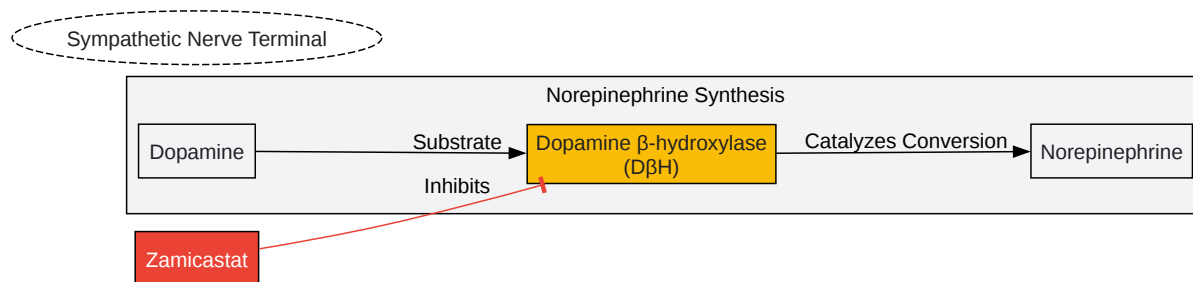 Sympathetic Nerve Terminal
Norepinephrine Synthesis
Dopamine
Substrate
Dopamine β-hydroxylase
(DβH)
Catalyzes Conversion
Norepinephrine
Inhibits
Zamicastat